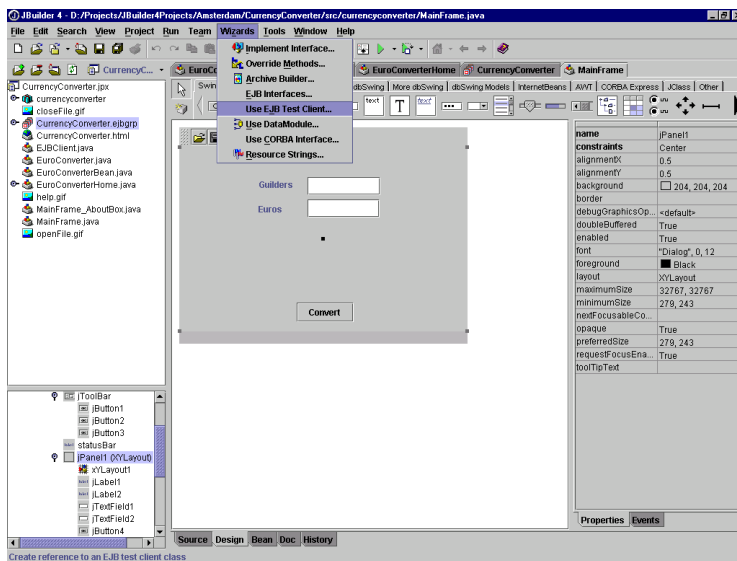 JBuilder 4 - D:/Projects/JBuilder4Projects/Amsterdam/CurrencyConverter/src/currencyconverter/MainFrame.java
File Edit Search View Project Run Team Wizards Tools Window Help
Implement Interface...
Override Methods...
Archive Builder...
EJB Interfaces...
Use EJB Test Client...
Use DataModule...
Use CORBA Interface...
Resource Strings...
CurrencyC...
EuroConverterHome CurrencyConverter MainFrame
dbSwing More dbSwing dbSwing Models InternetBeans AWT CORBA Express JClass Other
CurrencyConverter.jpx
currencyconverter
closeFile.gif
CurrencyConverter.ejbgrp
CurrencyConverter.html
EJBClient.java
EuroConverter.java
EuroConverterBean.java
EuroConverterHome.java
help.gif
MainFrame_AboutBox.java
MainFrame.java
openFile.gif
Guilders
Euros
Convert
name jPanel1
constraints Center
alignmentX 0.5
alignmentY 0.5
background 204, 204, 204
border
debugGraphicsOp... <default>
doubleBuffered True
enabled True
font "Dialog", 0, 12
foreground Black
layout XYLayout
maximumSize 32767, 32767
minimumSize 279, 243
nextFocusableCo...
opaque True
preferredSize 279, 243
requestFocusEna... True
toolTipText
jToolBar
jButton1
jButton2
jButton3
statusBar
jPanel1 (XYLayout)
xYLayout1
jLabel1
jLabel2
jTextField1
jTextField2
jButton4
Properties Events
Source Design Bean Doc History
Create reference to an EJB test client class